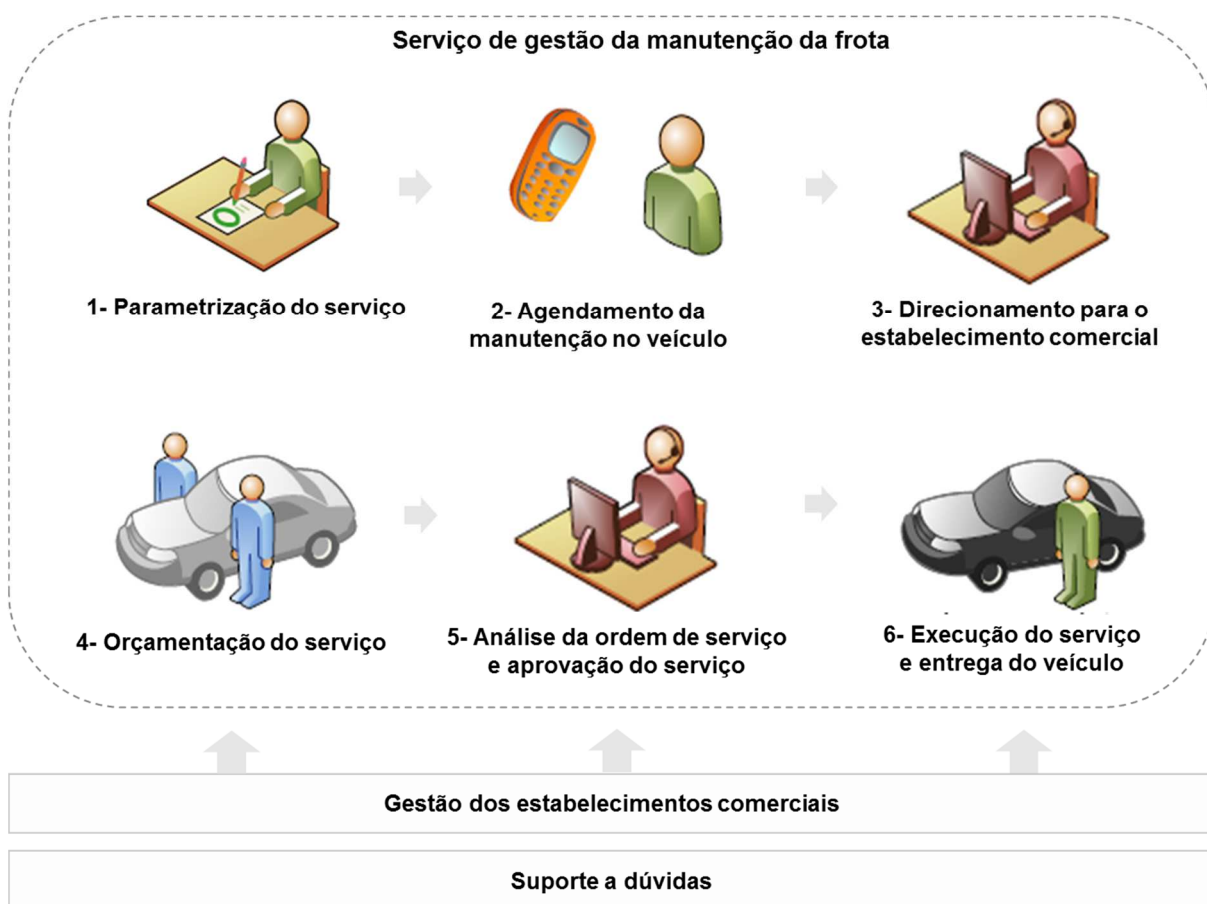 Serviço de gestão da manutenção da frota
1- Parametrização do serviço
2- Agendamento da
manutenção no veículo
3- Direcionamento para o
estabelecimento comercial
4- Orçamentação do serviço
5- Análise da ordem de serviço
e aprovação do serviço
6- Execução do serviço
e entrega do veículo
Gestão dos estabelecimentos comerciais
Suporte a dúvidas